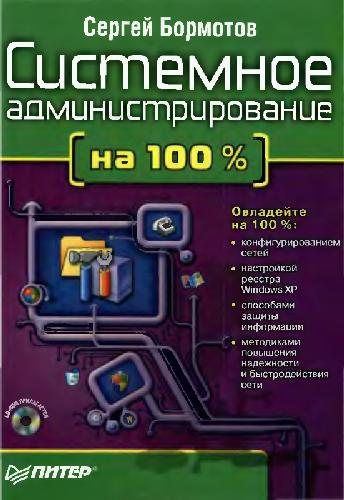 Сергей Бормотов
Системное
администрирование
на 100 %
Овладейте
на 100 %:
• конфигурированием
сетей
• настройкой
реестра
Windows XP
• способами
защиты
информации
• методиками
повышения
надежности
и быстродействия
сети
ПИТЕР